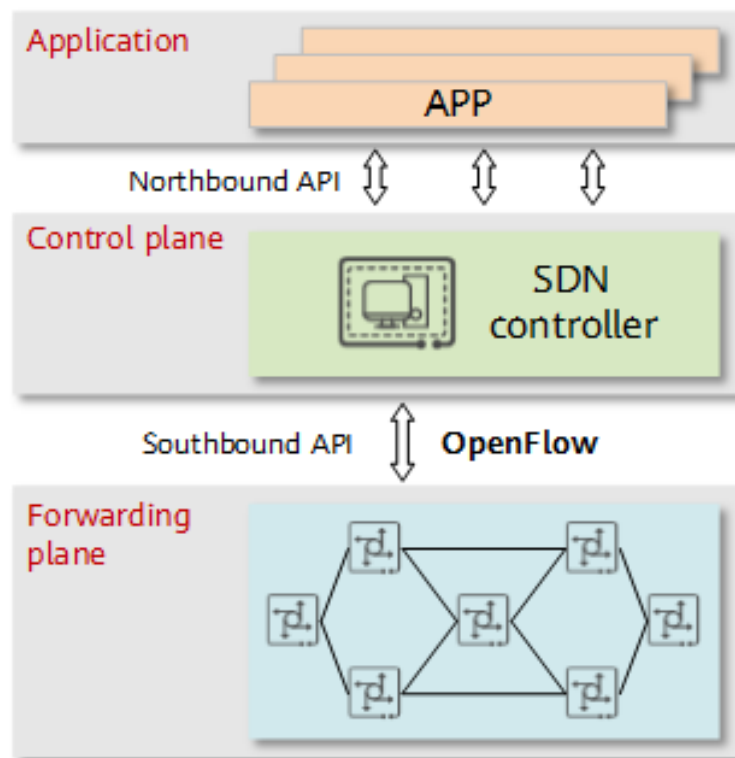 Application
APP
Northbound API
Control plane
SDN
controller
Southbound API
OpenFlow
Forwarding
plane